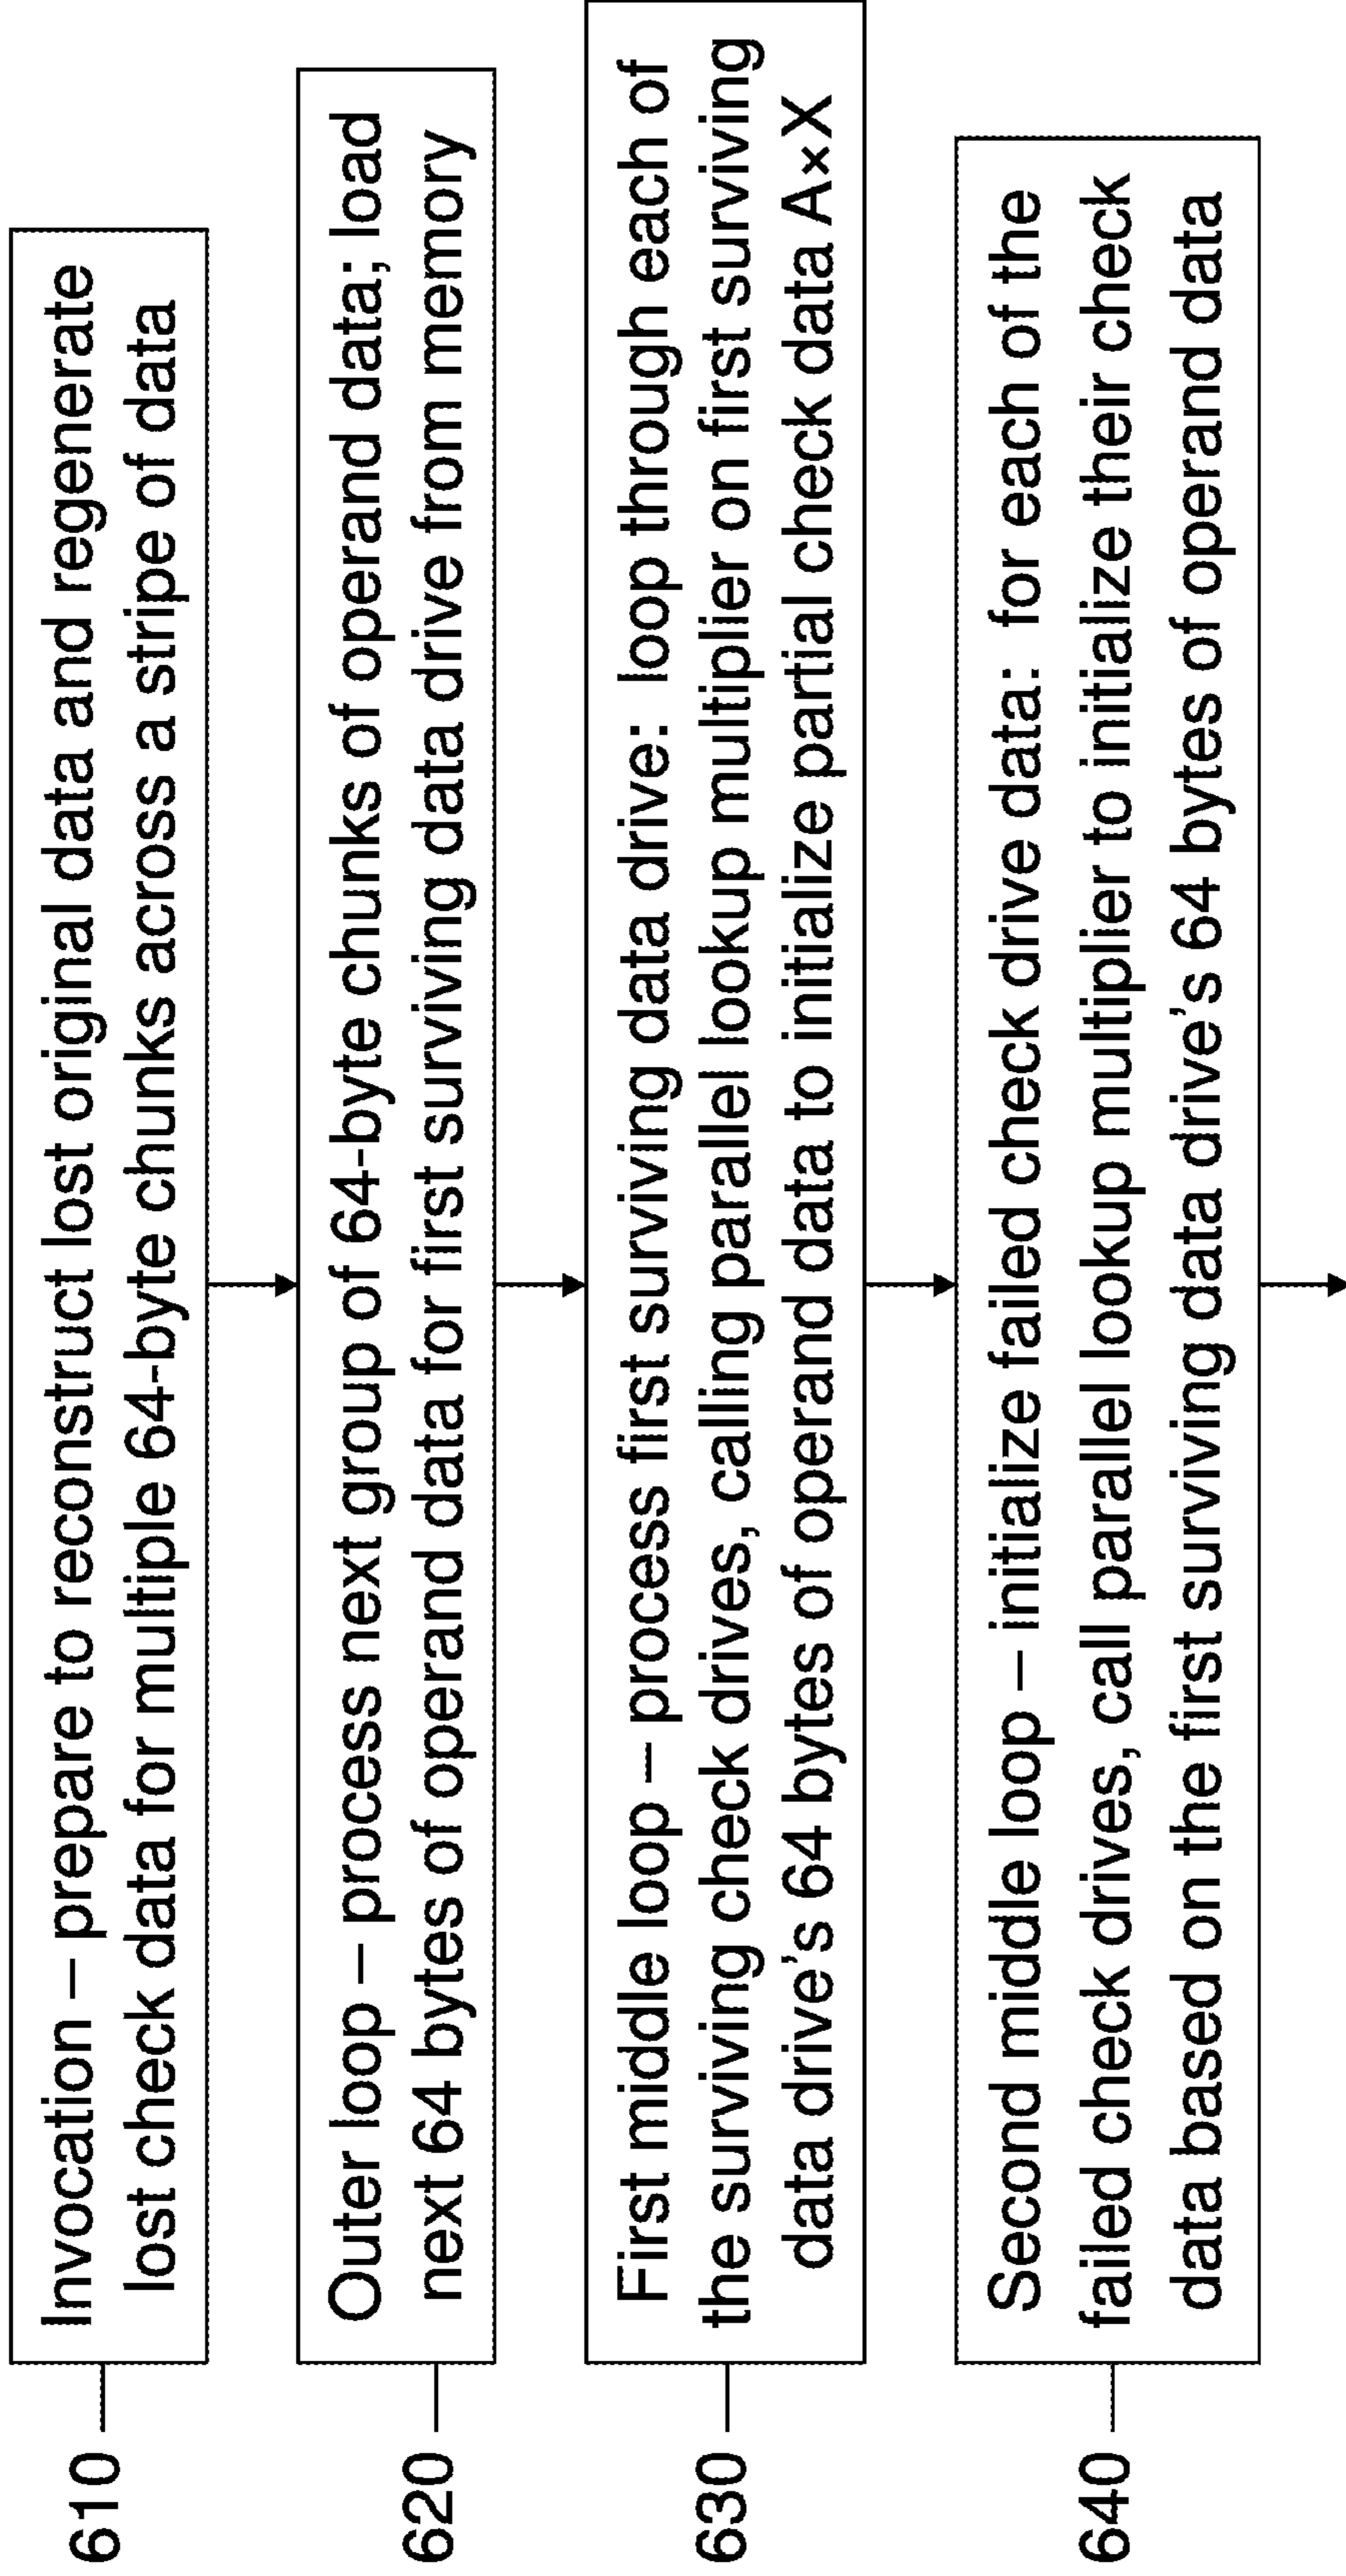 610
Invocation – prepare to reconstruct lost original data and regenerate
lost check data for multiple 64-byte chunks across a stripe of data
620
Outer loop – process next group of 64-byte chunks of operand data; load
next 64 bytes of operand data for first surviving data drive from memory
630
First middle loop – process first surviving data drive: loop through each of
the surviving check drives, calling parallel lookup multiplier on first surviving
data drive’s 64 bytes of operand data to initialize partial check data A×X
640
Second middle loop – initialize failed check drive data: for each of the
failed check drives, call parallel lookup multiplier to initialize their check
data based on the first surviving data drive’s 64 bytes of operand data